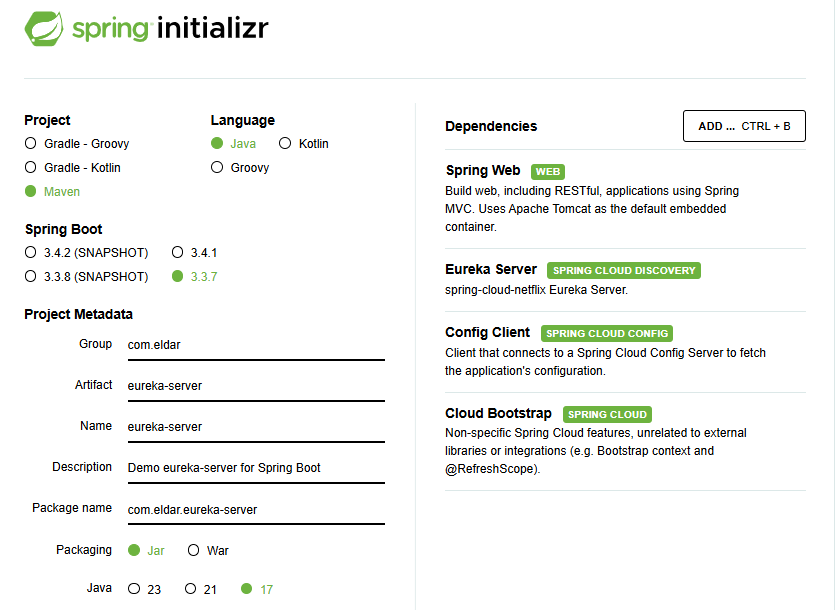 spring initializr
Project
Gradle - Groovy
Gradle - Kotlin
Maven
Language
Java Kotlin
Groovy
Spring Boot
3.4.2 (SNAPSHOT) 3.4.1
3.3.8 (SNAPSHOT) 3.3.7
Project Metadata
Group com.eldar
Artifact eureka-server
Name eureka-server
Description Demo eureka-server for Spring Boot
Package name com.eldar.eureka-server
Packaging Jar War
Java 23 21 17
Dependencies ADD ... CTRL + B
Spring Web WEB
Build web, including RESTful, applications using Spring
MVC. Uses Apache Tomcat as the default embedded
container.
Eureka Server SPRING CLOUD DISCOVERY
spring-cloud-netflix Eureka Server.
Config Client SPRING CLOUD CONFIG
Client that connects to a Spring Cloud Config Server to fetch
the application's configuration.
Cloud Bootstrap SPRING CLOUD
Non-specific Spring Cloud features, unrelated to external
libraries or integrations (e.g. Bootstrap context and
@RefreshScope).